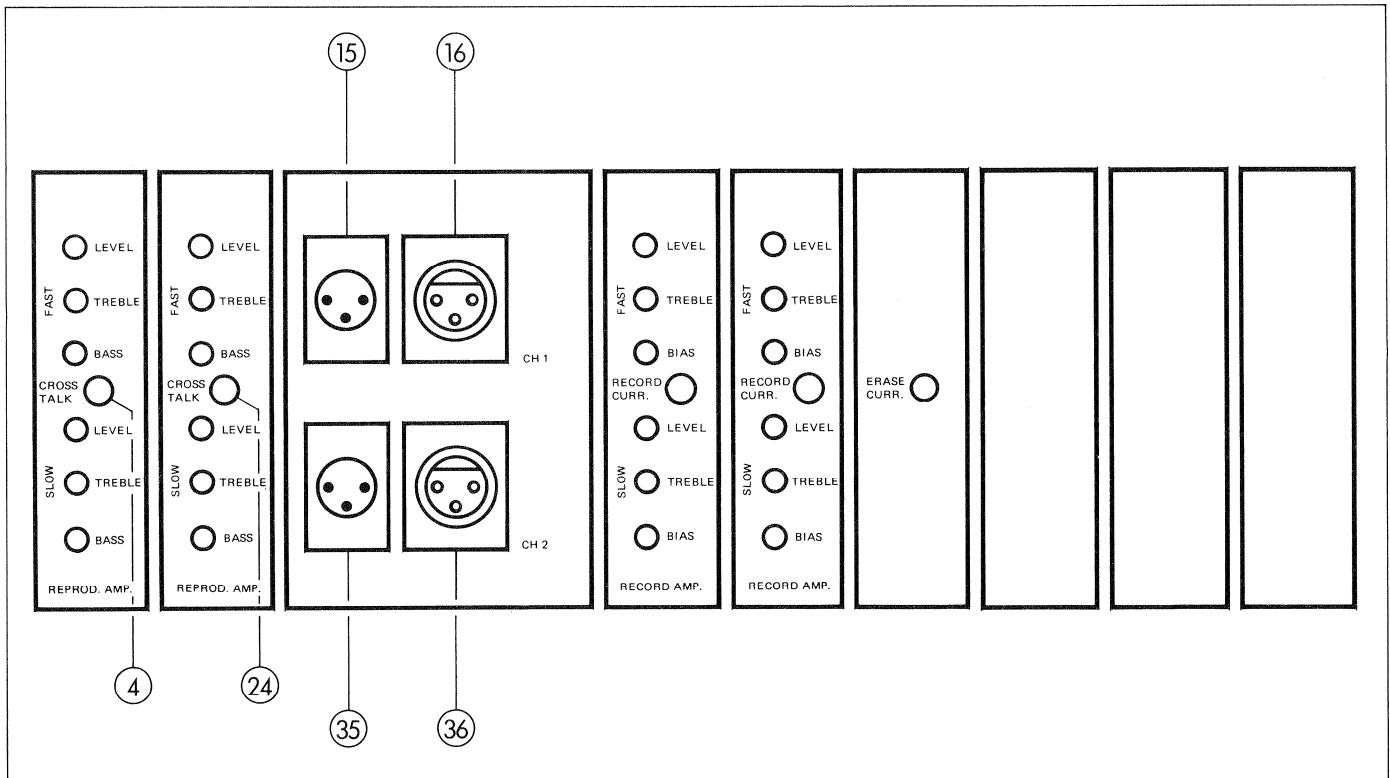 15
16
LEVEL
FAST
TREBLE
BASS
CROSS
TALK
LEVEL
SLOW
TREBLE
BASS
REPROD. AMP.
LEVEL
FAST
TREBLE
BASS
CROSS
TALK
LEVEL
SLOW
TREBLE
BASS
REPROD. AMP.
CH 1
CH 2
LEVEL
FAST
TREBLE
BIAS
RECORD
CURR.
LEVEL
SLOW
TREBLE
BIAS
RECORD AMP.
LEVEL
FAST
TREBLE
BIAS
RECORD
CURR.
LEVEL
SLOW
TREBLE
BIAS
RECORD AMP.
ERASE
CURR.
4
24
35
36